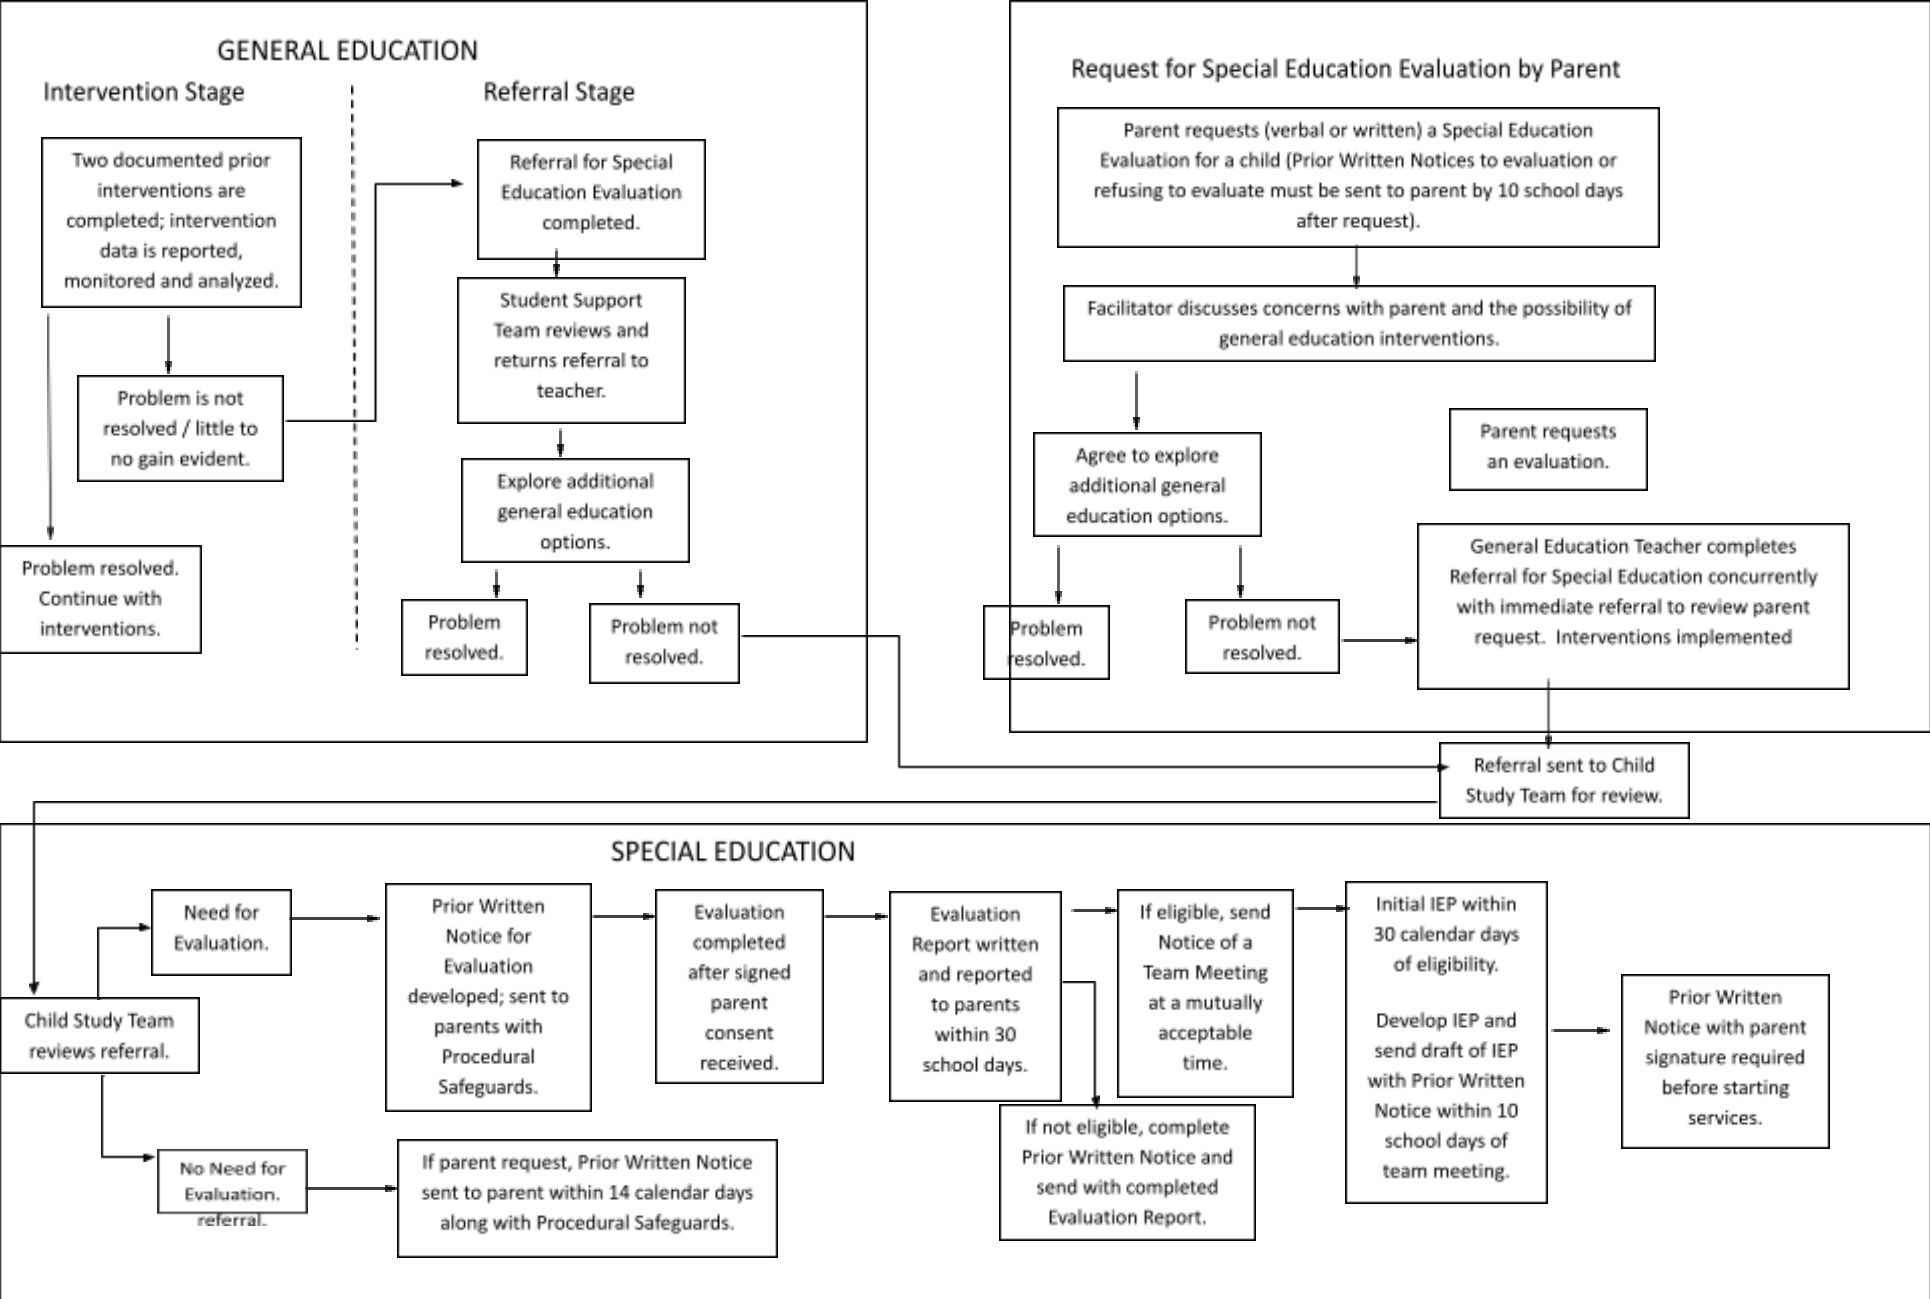 GENERAL EDUCATION
Intervention Stage
Referral Stage
Two documented prior
interventions are
completed; intervention
data is reported,
monitored and analyzed.
Problem is not
resolved / little to
no gain evident.
Problem resolved.
Continue with
interventions.
Referral for Special
Education Evaluation
completed.
Student Support
Team reviews and
returns referral to
teacher.
Explore additional
general education
options.
Problem
resolved.
Problem not
resolved.
Request for Special Education Evaluation by Parent
Parent requests (verbal or written) a Special Education
Evaluation for a child (Prior Written Notices to evaluation or
refusing to evaluate must be sent to parent by 10 school days
after request).
Facilitator discusses concerns with parent and the possibility of
general education interventions.
Agree to explore
additional general
education options.
Parent requests
an evaluation.
Problem
resolved.
Problem not
resolved.
General Education Teacher completes
Referral for Special Education concurrently
with immediate referral to review parent
request.  Interventions implemented
Referral sent to Child
Study Team for review.
SPECIAL EDUCATION
Child Study Team
reviews referral.
Need for
Evaluation.
Prior Written
Notice for
Evaluation
developed; sent to
parents with
Procedural
Safeguards.
Evaluation
completed
after signed
parent
consent
received.
Evaluation
Report written
and reported
to parents
within 30
school days.
If eligible, send
Notice of a
Team Meeting
at a mutually
acceptable
time.
Initial IEP within
30 calendar days
of eligibility.
Develop IEP and
send draft of IEP
with Prior Written
Notice within 10
school days of
team meeting.
Prior Written
Notice with parent
signature required
before starting
services.
No Need for
Evaluation.
referral.
If parent request, Prior Written Notice
sent to parent within 14 calendar days
along with Procedural Safeguards.
If not eligible, complete
Prior Written Notice and
send with completed
Evaluation Report.